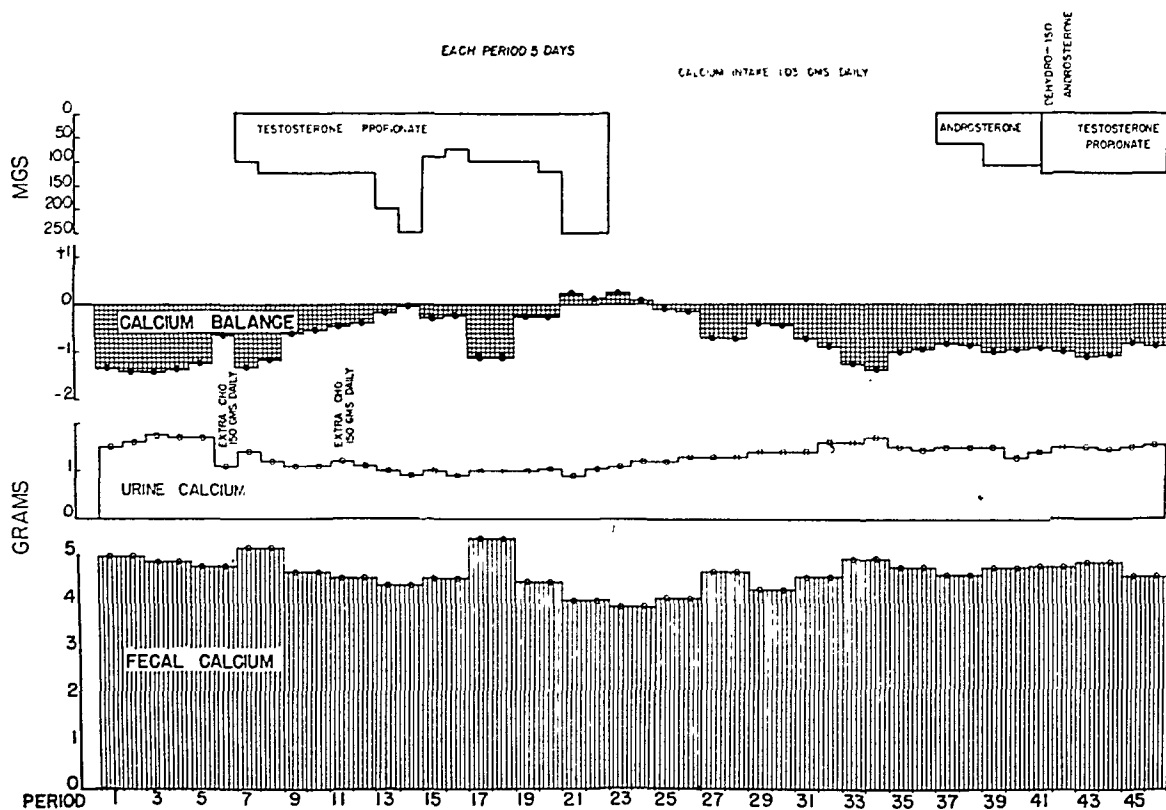 EACH PERIOD 5 DAYS
CALCIUM INTAKE 1.03 GMS DAILY
DEHYDRO-ISO
ANDROSTERONE
MGS
0
50
100
150
200
250
TESTOSTERONE PROPIONATE
ANDROSTERONE
TESTOSTERONE
PROPIONATE
+1
0
-1
-2
CALCIUM BALANCE
EXTRA CHO
150 GMS DAILY
EXTRA CHO
150 GMS DAILY
GRAMS
1
0
URINE CALCIUM
5
4
3
2
1
0
FECAL CALCIUM
PERIOD 1 3 5 7 9 11 13 15 17 19 21 23 25 27 29 31 33 35 37 39 41 43 45